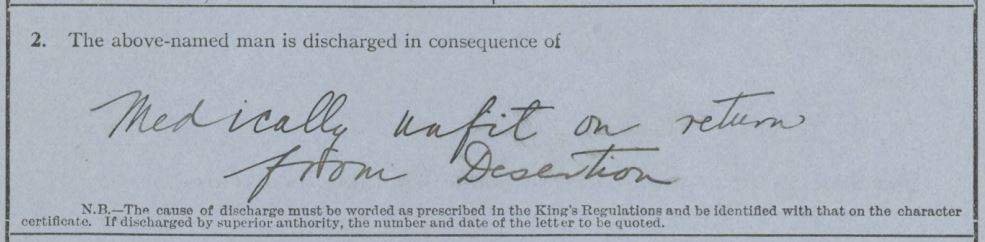 2. The above-named man is discharged in consequence of
Medically unfit on return
from Desertion
N.B.—The cause of discharge must be worded as prescribed in the King's Regulations and be identified with that on the character
certificate. If discharged by superior authority, the number and date of the letter to be quoted.